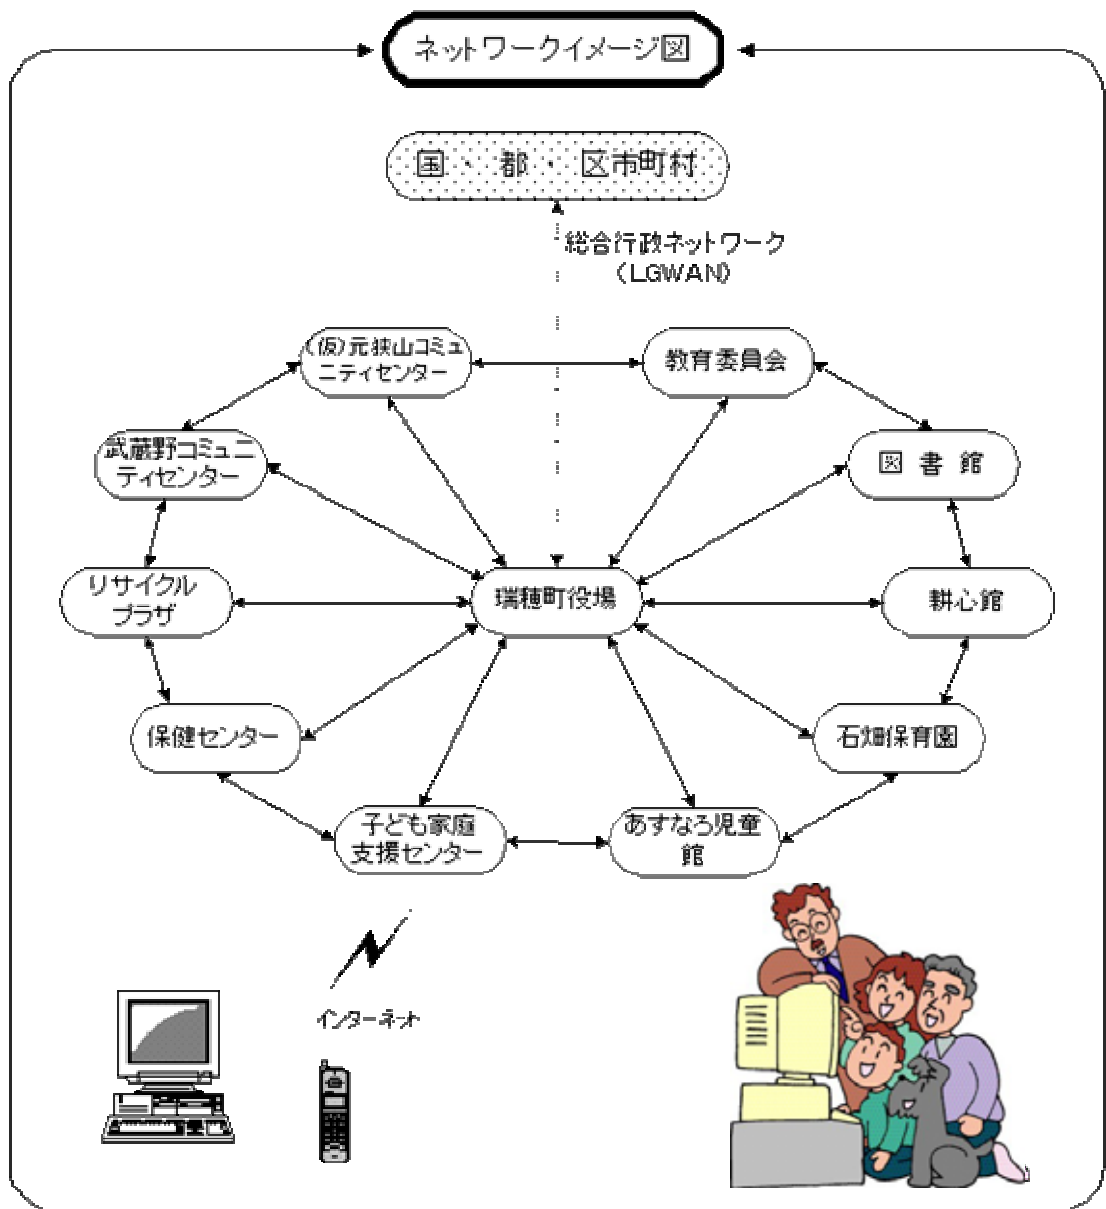 ネットワークイメージ図
国・都・区市町村
総合行政ネットワーク
(LGWAN)
(仮)元狭山コミュ
ニティセンター
教育委員会
武蔵野コミュニ
ティセンター
図書館
リサイクル
プラザ
瑞穂町役場
耕心館
保健センター
石畑保育園
子ども家庭
支援センター
あすなろ児童
館
インターネット